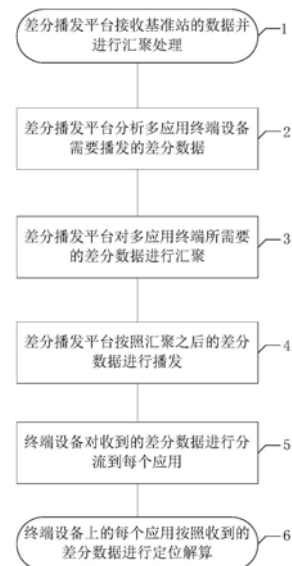 差分播发平台接收基准站的数据并
进行汇聚处理
1
差分播发平台分析多应用终端设备
需要播发的差分数据
2
差分播发平台对多应用终端所需要
的差分数据进行汇聚
3
差分播发平台按照汇聚之后的差分
数据进行播发
4
终端设备对收到的差分数据进行分
流到每个应用
5
终端设备上的每个应用按照收到的
差分数据进行定位解算
6